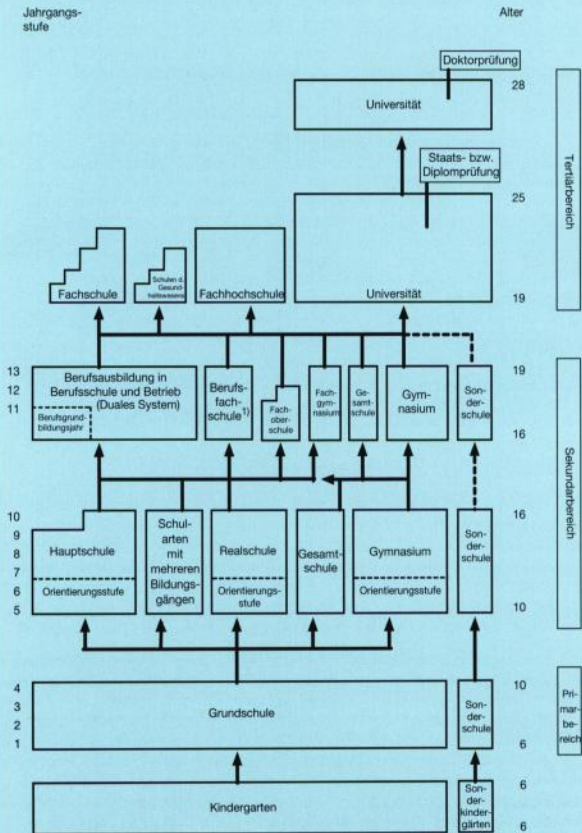 Jahrgangs-
stufe
Alter
Doktorprüfung
Universität
28
Staats- bzw.
Diplomprüfung
25
Tertiärbereich
Fachschule
Schulen d.
Gesund-
heitswesens
Fachhochschule
Universität
19
13
12
11
Berufsausbildung in
Berufsschule und Betrieb
(Duales System)
Berufsgrund-
bildungsjahr
Berufs-
fach-
schule¹⁾
Fach-
ober-
schule
Fach-
gym-
nasium
Ge-
samt-
schule
Gym-
nasium
Son-
der-
schule
19
16
Sekundarbereich
10
9
8
7
6
5
Hauptschule
Orientierungsstufe
Schul-
arten
mit
mehreren
Bildungs-
gängen
Realschule
Orientierungs-
stufe
Gesamt-
schule
Gymnasium
Orientierungsstufe
Son-
der-
schule
16
10
4
3
2
1
Grundschule
Son-
der-
schule
10
6
Pri-
mar-
be-
reich
Kindergarten
Son-
der-
kinder-
gärten
6
6